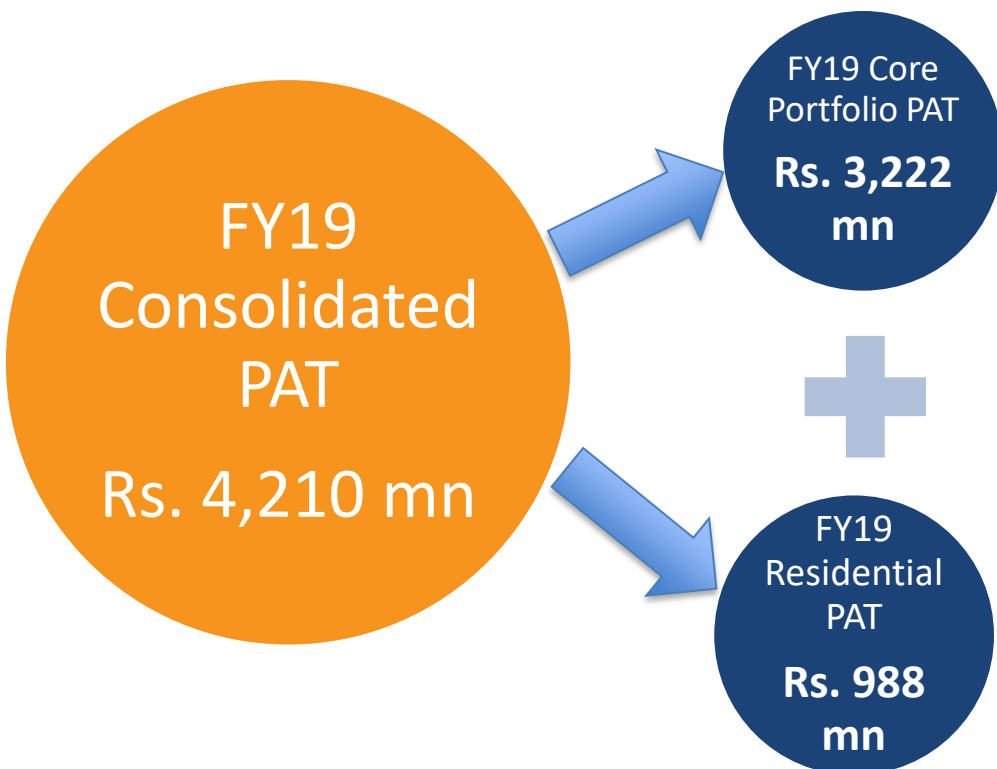 FY19
Consolidated
PAT
Rs. 4,210 mn
FY19 Core
Portfolio PAT
Rs. 3,222
mn
FY19
Residential
PAT
Rs. 988
mn